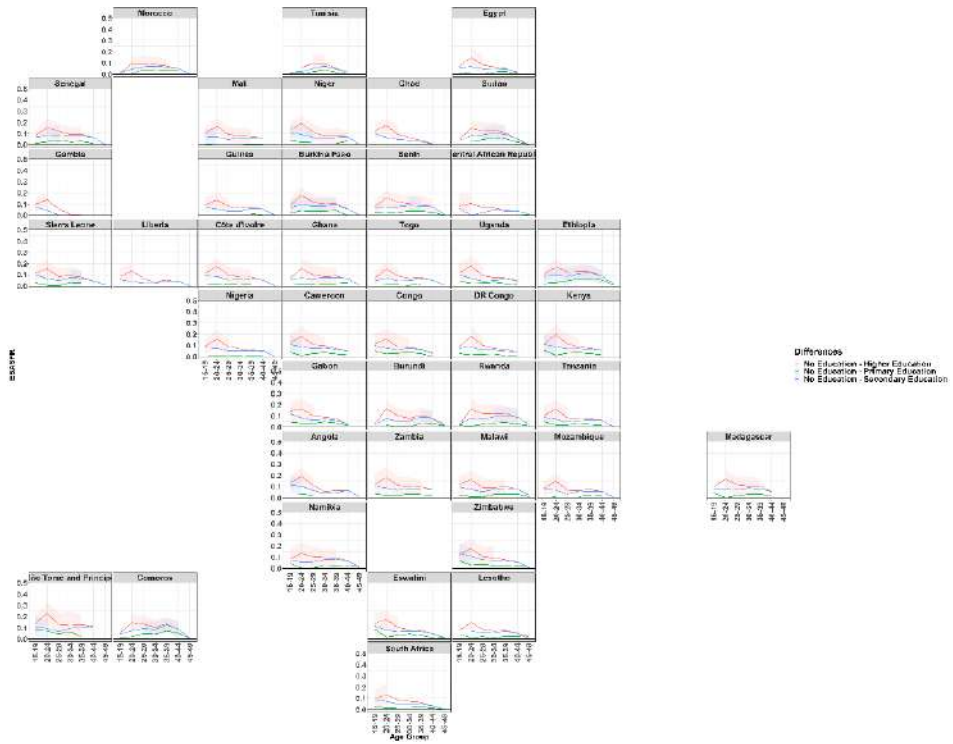 Morocco
Tunisia
Egypt
Senegal
Mali
Niger
Chad
Sudan
Gambia
Guinea
Burkina Faso
Benin
entral African Republi
Sierra Leone
Liberia
Côte d'Ivoire
Ghana
Togo
Uganda
Ethiopia
Nigeria
Cameroon
Congo
DR Congo
Kenya
Gabon
Burundi
Rwanda
Tanzania
Angola
Zambia
Malawi
Mozambique
Madagascar
Namibia
Zimbabwe
ão Tomé and Príncip
Comoros
Eswatini
Lesotho
South Africa
0.5
0.4
0.3
0.2
0.1
0.0
15-19
20-24
25-29
30-34
35-39
40-44
45-49
Age Group
Differences
No Education - Higher Education
No Education - Primary Education
No Education - Secondary Education